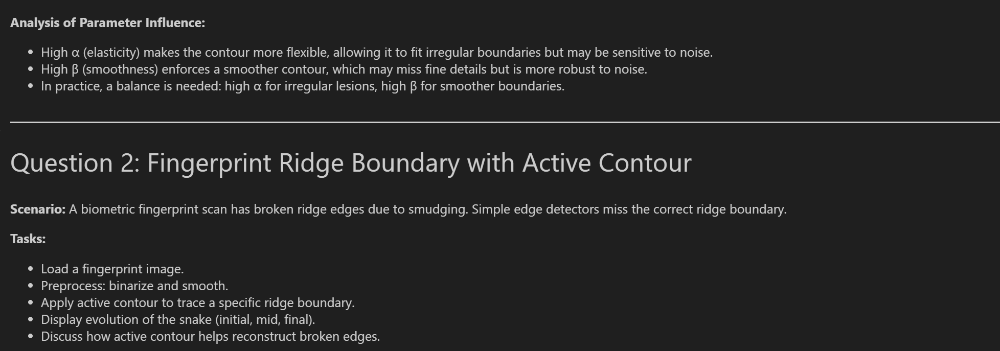 Analysis of Parameter Influence:
• High α (elasticity) makes the contour more flexible, allowing it to fit irregular boundaries but may be sensitive to noise.
• High β (smoothness) enforces a smoother contour, which may miss fine details but is more robust to noise.
• In practice, a balance is needed: high α for irregular lesions, high β for smoother boundaries.
Question 2: Fingerprint Ridge Boundary with Active Contour
Scenario: A biometric fingerprint scan has broken ridge edges due to smudging. Simple edge detectors miss the correct ridge boundary.
Tasks:
• Load a fingerprint image.
• Preprocess: binarize and smooth.
• Apply active contour to trace a specific ridge boundary.
• Display evolution of the snake (initial, mid, final).
• Discuss how active contour helps reconstruct broken edges.